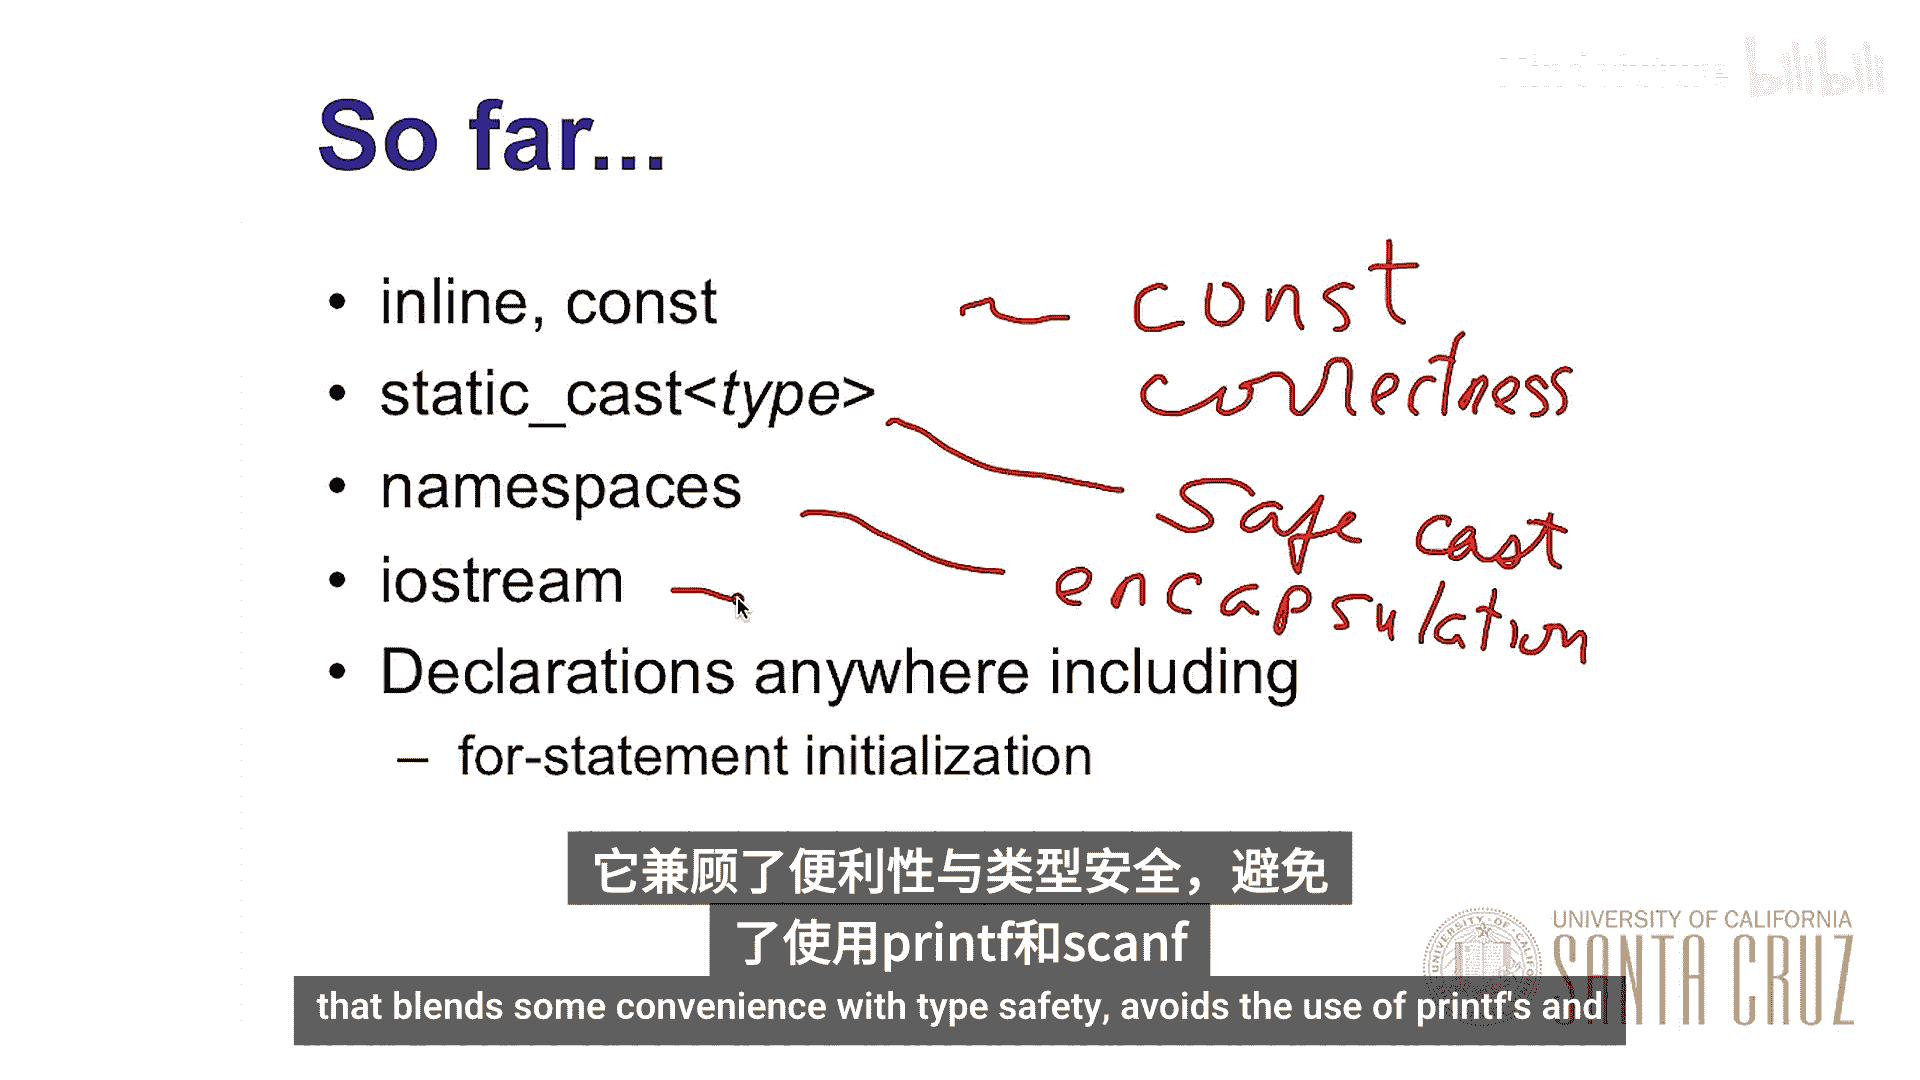 bilibili
So far...
• inline, const
~ const
correctness
• static_cast<type>
safe cast
• namespaces
encapsulation
• iostream
• Declarations anywhere including
– for-statement initialization
它兼顾了便利性与类型安全，避免
了使用printf和scanf
that blends some convenience with type safety, avoids the use of printf's and
UNIVERSITY OF CALIFORNIA
SANTA CRUZ